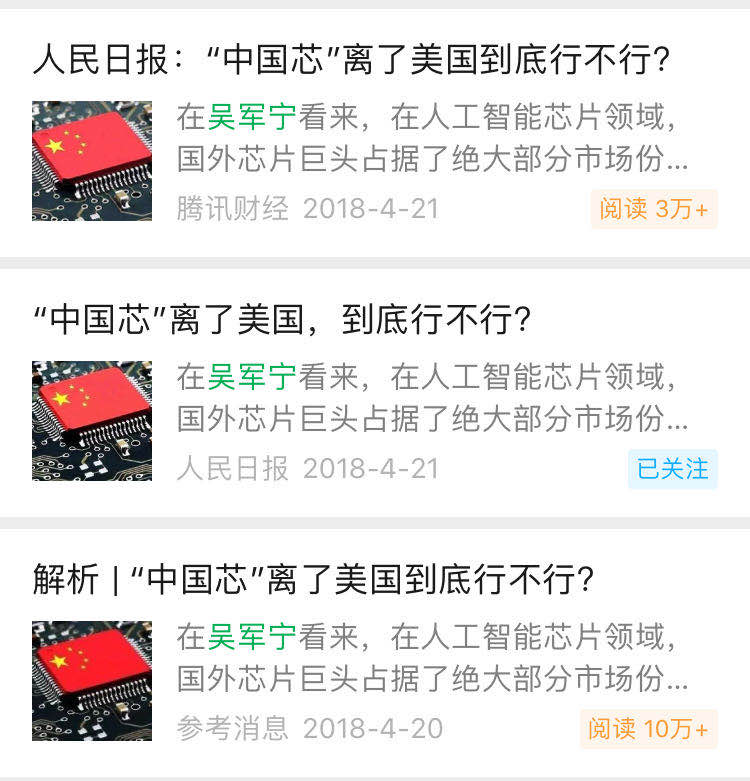 人民日报：“中国芯”离了美国到底行不行？
在吴军宁看来，在人工智能芯片领域，
国外芯片巨头占据了绝大部分市场份...
腾讯财经 2018-4-21 阅读 3万+
“中国芯”离了美国，到底行不行？
在吴军宁看来，在人工智能芯片领域，
国外芯片巨头占据了绝大部分市场份...
人民日报 2018-4-21 已关注
解析 | “中国芯”离了美国到底行不行？
在吴军宁看来，在人工智能芯片领域，
国外芯片巨头占据了绝大部分市场份...
参考消息 2018-4-20 阅读 10万+